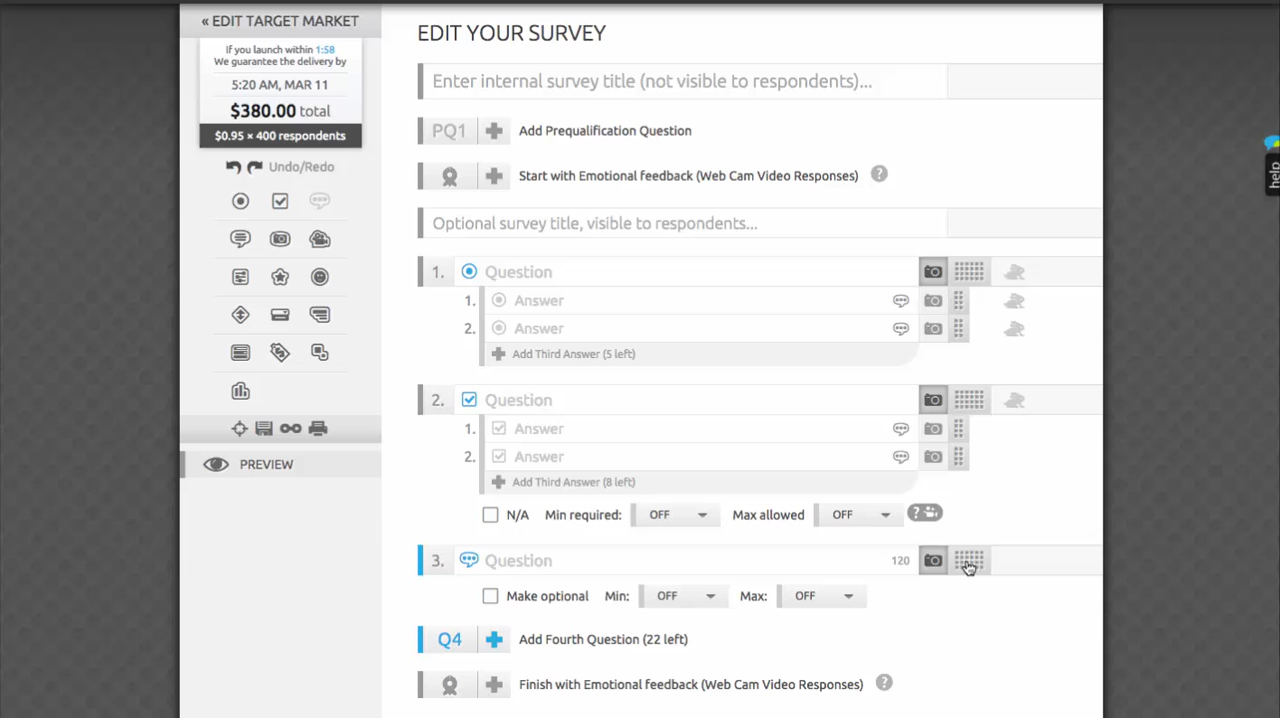 « EDIT TARGET MARKET
If you launch within 1:58
We guarantee the delivery by
5:20 AM, MAR 11
$380.00 total
$0.95 × 400 respondents
Undo/Redo
PREVIEW
EDIT YOUR SURVEY
Enter internal survey title (not visible to respondents)...
PQ1 Add Prequalification Question
Start with Emotional feedback (Web Cam Video Responses) ?
Optional survey title, visible to respondents...
1. Question
1. Answer
2. Answer
Add Third Answer (5 left)
2. Question
1. Answer
2. Answer
Add Third Answer (8 left)
N/A Min required: OFF Max allowed OFF ?
3. Question 120
Make optional Min: OFF Max: OFF
Q4 Add Fourth Question (22 left)
Finish with Emotional feedback (Web Cam Video Responses) ?
help